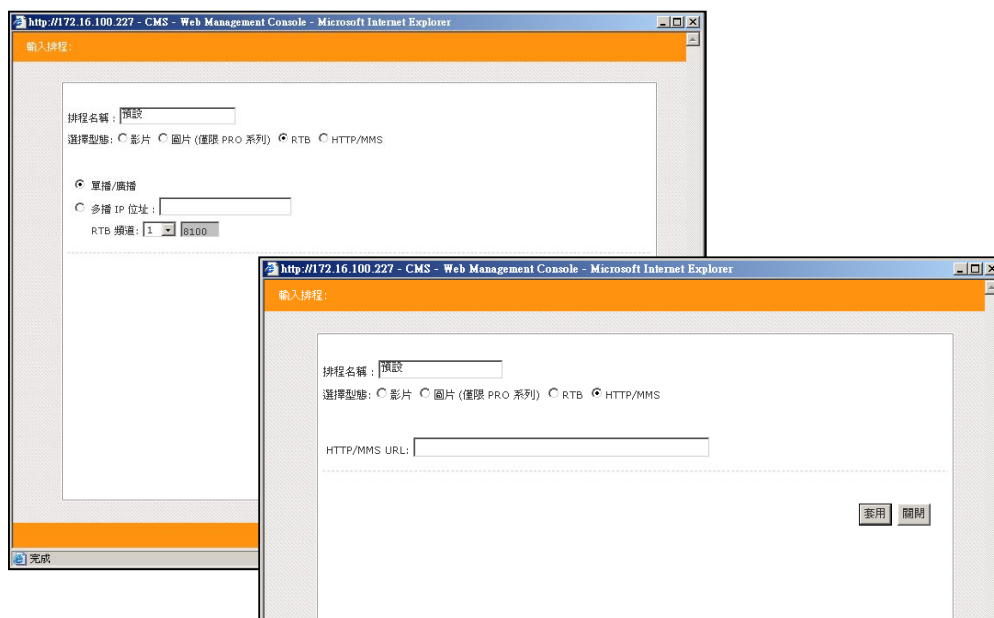 http://172.16.100.227 - CMS - Web Management Console - Microsoft Internet Explorer
輸入排程:
排程名稱 : 預設
選擇型態: 影片 圖片 (僅限 PRO 系列) RTB HTTP/MMS
單播/廣播
多播 IP 位址 :
RTB 頻道: 1 8100
完成
http://172.16.100.227 - CMS - Web Management Console - Microsoft Internet Explorer
輸入排程:
排程名稱 : 預設
選擇型態: 影片 圖片 (僅限 PRO 系列) RTB HTTP/MMS
HTTP/MMS URL:
套用 關閉